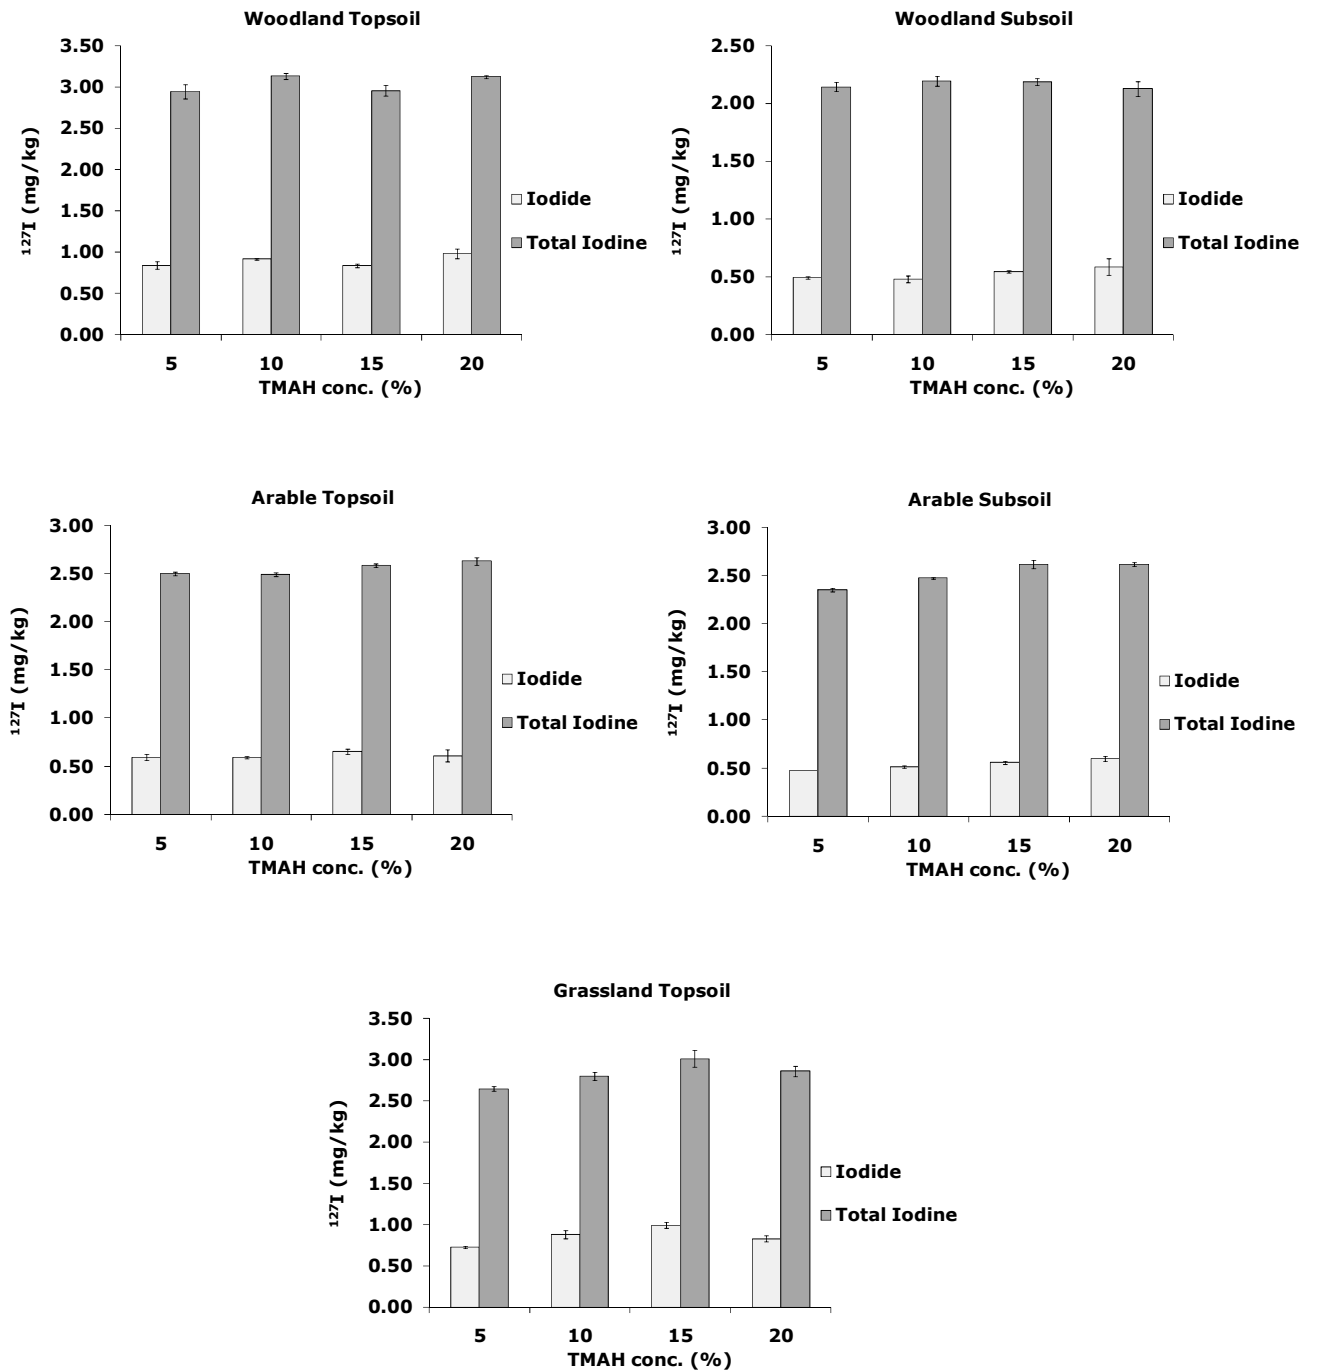 Woodland Topsoil
3.50
3.00
2.50
2.00
1.50
1.00
0.50
0.00
¹²⁷I (mg/kg)
5 10 15 20
TMAH conc. (%)
Iodide
Total Iodine
Woodland Subsoil
2.50
2.00
1.50
1.00
0.50
0.00
¹²⁷I (mg/kg)
5 10 15 20
TMAH conc. (%)
Iodide
Total Iodine
Arable Topsoil
3.00
2.50
2.00
1.50
1.00
0.50
0.00
¹²⁷I (mg/kg)
5 10 15 20
TMAH conc. (%)
Iodide
Total Iodine
Arable Subsoil
3.00
2.50
2.00
1.50
1.00
0.50
0.00
¹²⁷I (mg/kg)
5 10 15 20
TMAH conc. (%)
Iodide
Total Iodine
Grassland Topsoil
3.50
3.00
2.50
2.00
1.50
1.00
0.50
0.00
¹²⁷I (mg/kg)
5 10 15 20
TMAH conc. (%)
Iodide
Total Iodine